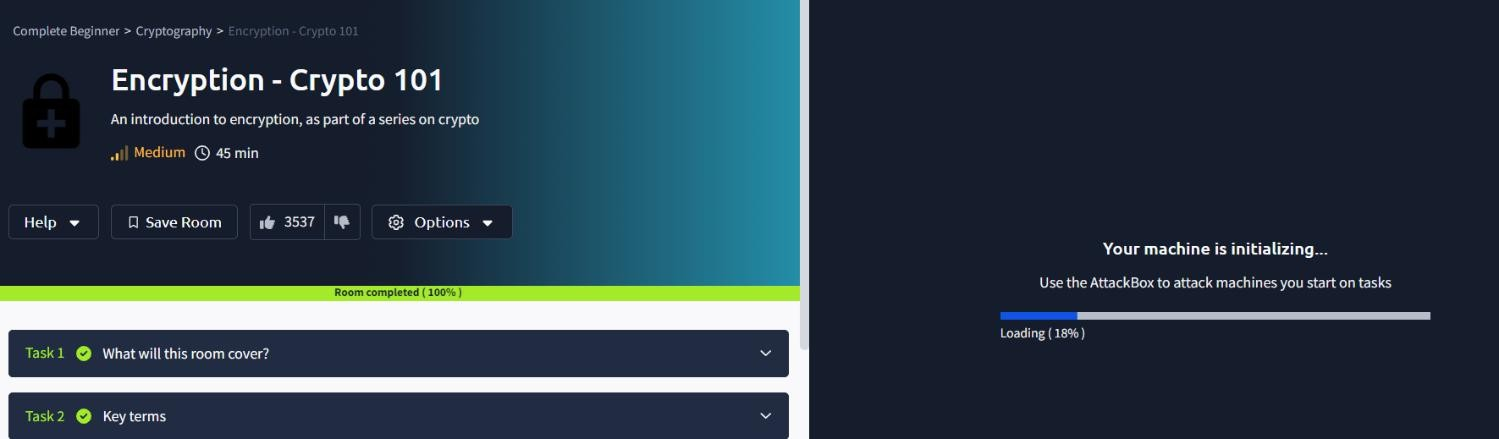 Complete Beginner > Cryptography > Encryption - Crypto 101
Encryption - Crypto 101
An introduction to encryption, as part of a series on crypto
Medium 45 min
Help Save Room 3537 Options
Room completed ( 100% )
Task 1 What will this room cover?
Task 2 Key terms
Your machine is initializing...
Use the AttackBox to attack machines you start on tasks
Loading ( 18% )